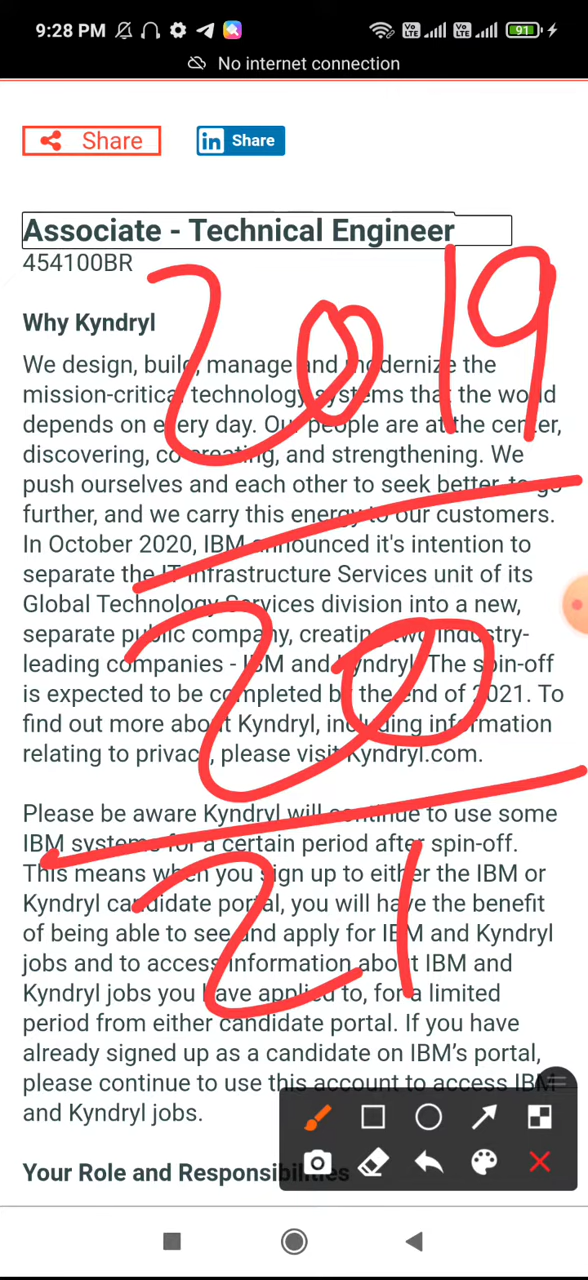 9:28 PM
91
No internet connection
Share
in Share
Associate - Technical Engineer
454100BR
2019
Why Kyndryl
We design, build, manage and modernize the
mission-critical technology systems that the world
depends on every day. Our people are at the center,
discovering, co-creating, and strengthening. We
push ourselves and each other to seek better, to go
further, and we carry this energy to our customers.
In October 2020, IBM announced it's intention to
separate the IT Infrastructure Services unit of its
Global Technology Services division into a new,
separate public company, creating two industry-
leading companies - IBM and Kyndryl. The spin-off
is expected to be completed by the end of 2021. To
find out more about Kyndryl, including information
relating to privacy, please visit Kyndryl.com.
20
Please be aware Kyndryl will continue to use some
IBM systems for a certain period after spin-off.
This means when you sign up to either the IBM or
Kyndryl candidate portal, you will have the benefit
of being able to see and apply for IBM and Kyndryl
jobs and to access information about IBM and
Kyndryl jobs you have applied to, for a limited
period from either candidate portal. If you have
already signed up as a candidate on IBM's portal,
please continue to use this account to access IBM
and Kyndryl jobs.
21
Your Role and Responsibilities